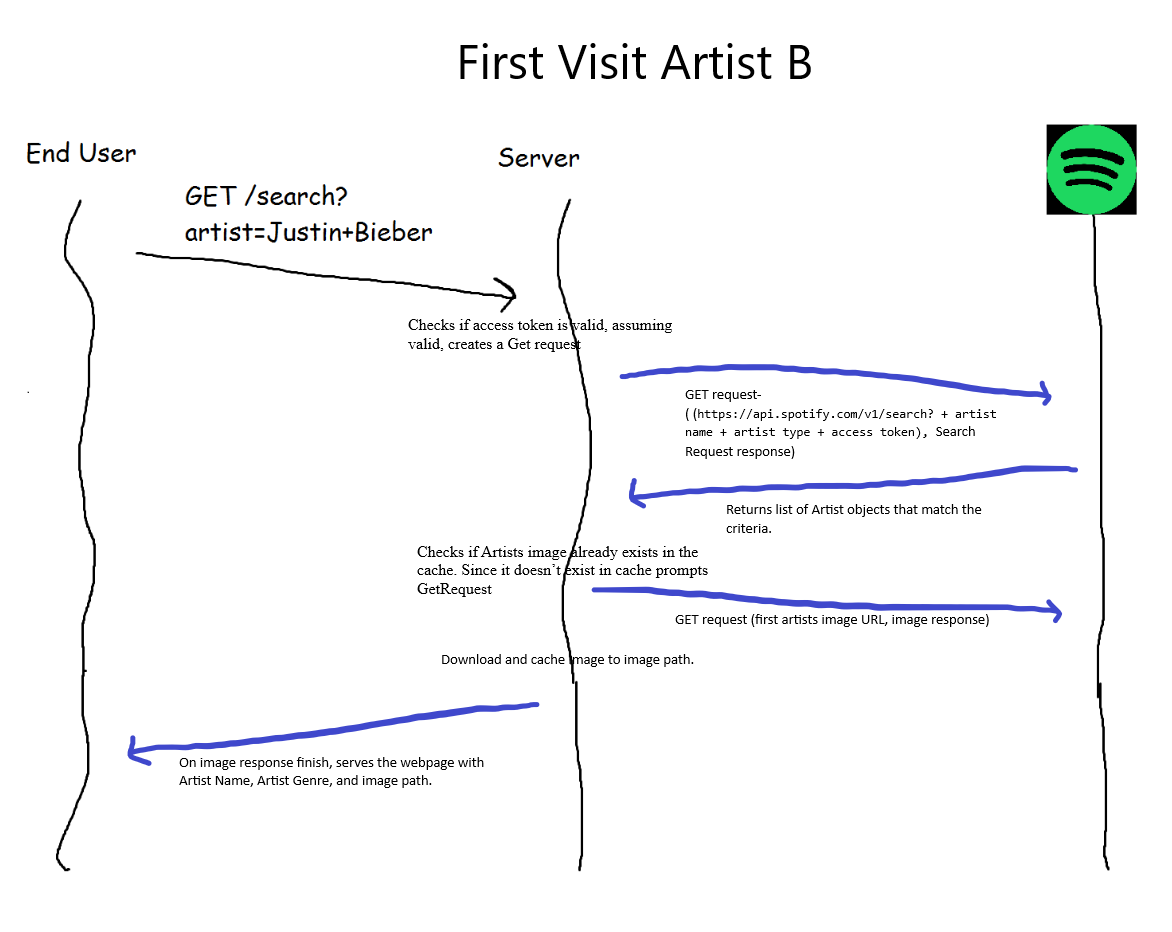 First Visit Artist B
End User
Server
GET /search?
artist=Justin+Bieber
Checks if access token is valid, assuming
valid, creates a Get request
GET request-
((https://api.spotify.com/v1/search? + artist
name + artist type + access token), Search
Request response)
Returns list of Artist objects that match the
criteria.
Checks if Artists image already exists in the
cache. Since it doesn’t exist in cache prompts
GetRequest
GET request (first artists image URL, image response)
Download and cache image to image path.
On image response finish, serves the webpage with
Artist Name, Artist Genre, and image path.